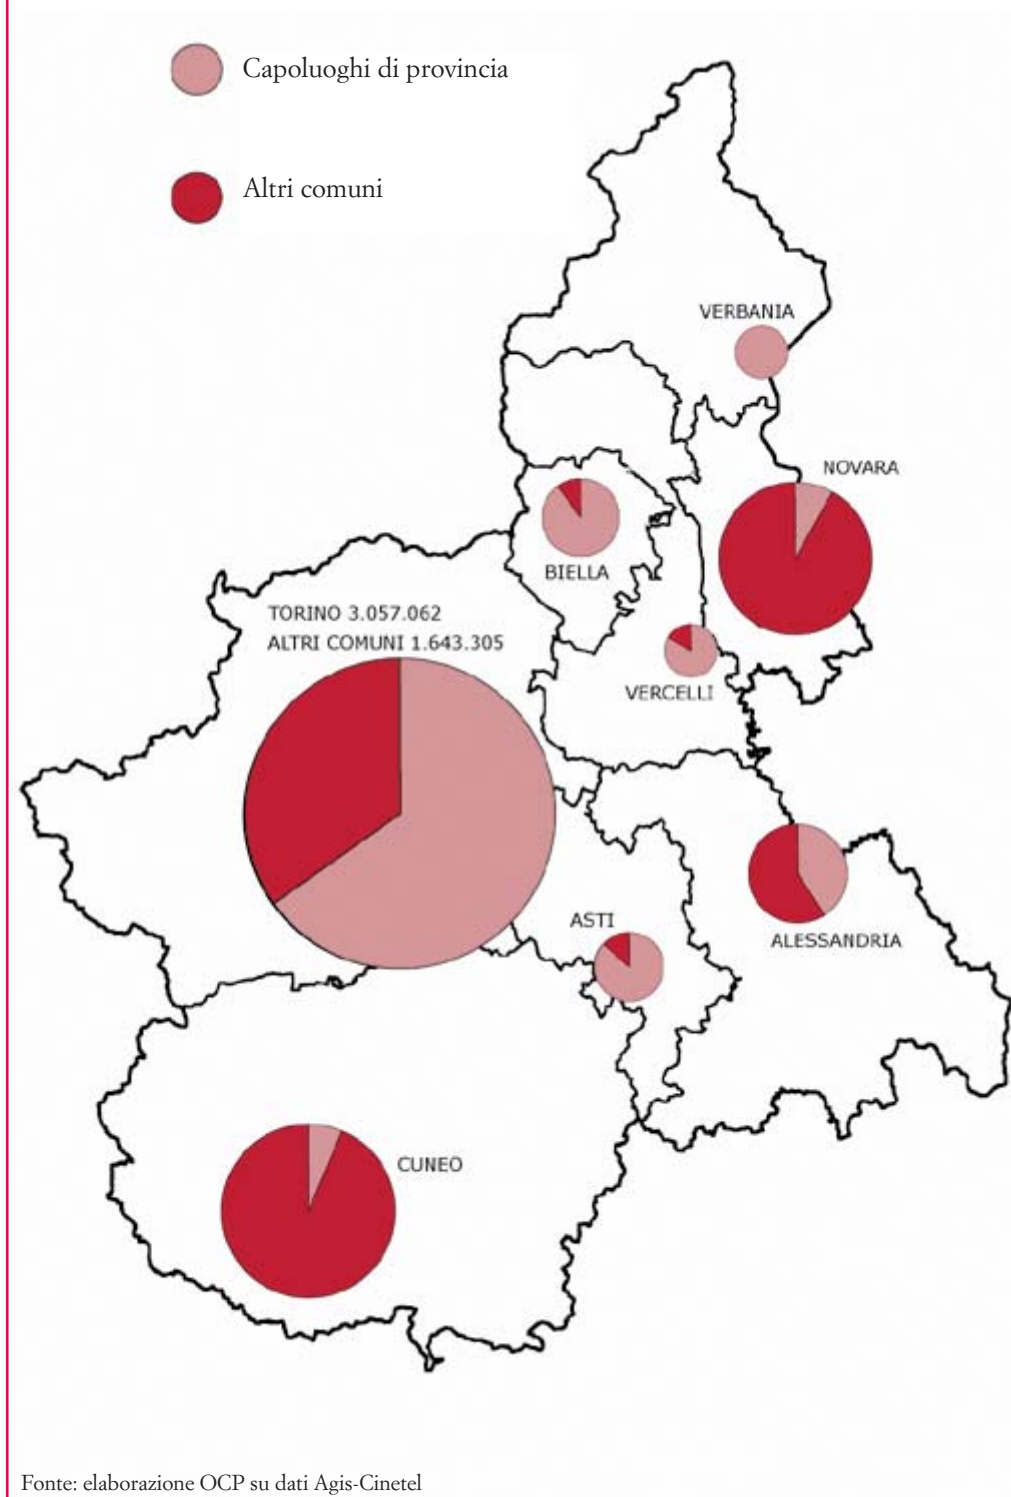 Capoluoghi di provincia
Altri comuni
VERBANIA
NOVARA
BIELLA
TORINO 3.057.062
ALTRI COMUNI 1.643.305
VERCELLI
ASTI
ALESSANDRIA
CUNEO
Fonte: elaborazione OCP su dati Agis-Cinetel